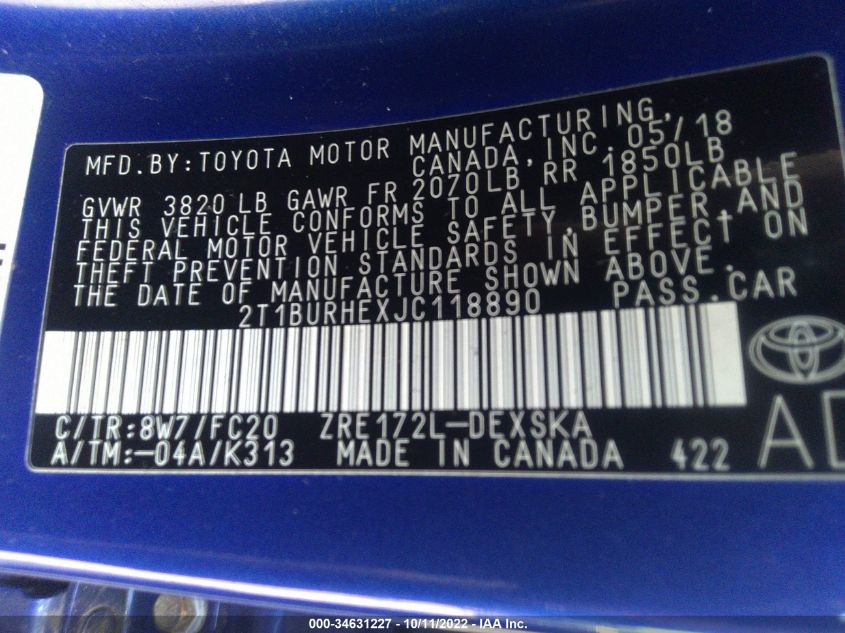 MFD.BY:TOYOTA MOTOR MANUFACTURING,
CANADA,INC. 05/18
GVWR 3820 LB GAWR FR 2070LB RR 1850LB
THIS VEHICLE CONFORMS TO ALL APPLICABLE
FEDERAL MOTOR VEHICLE SAFETY,BUMPER,AND
THEFT PREVENTION STANDARDS IN EFFECT ON
THE DATE OF MANUFACTURE SHOWN ABOVE.
2T1BURHEXJC118890 PASS.CAR
C/TR:8W7/FC20 ZRE172L-DEXSKA
A/TM:-04A/K313 MADE IN CANADA 422
000-34631227 - 10/11/2022 - IAA Inc.